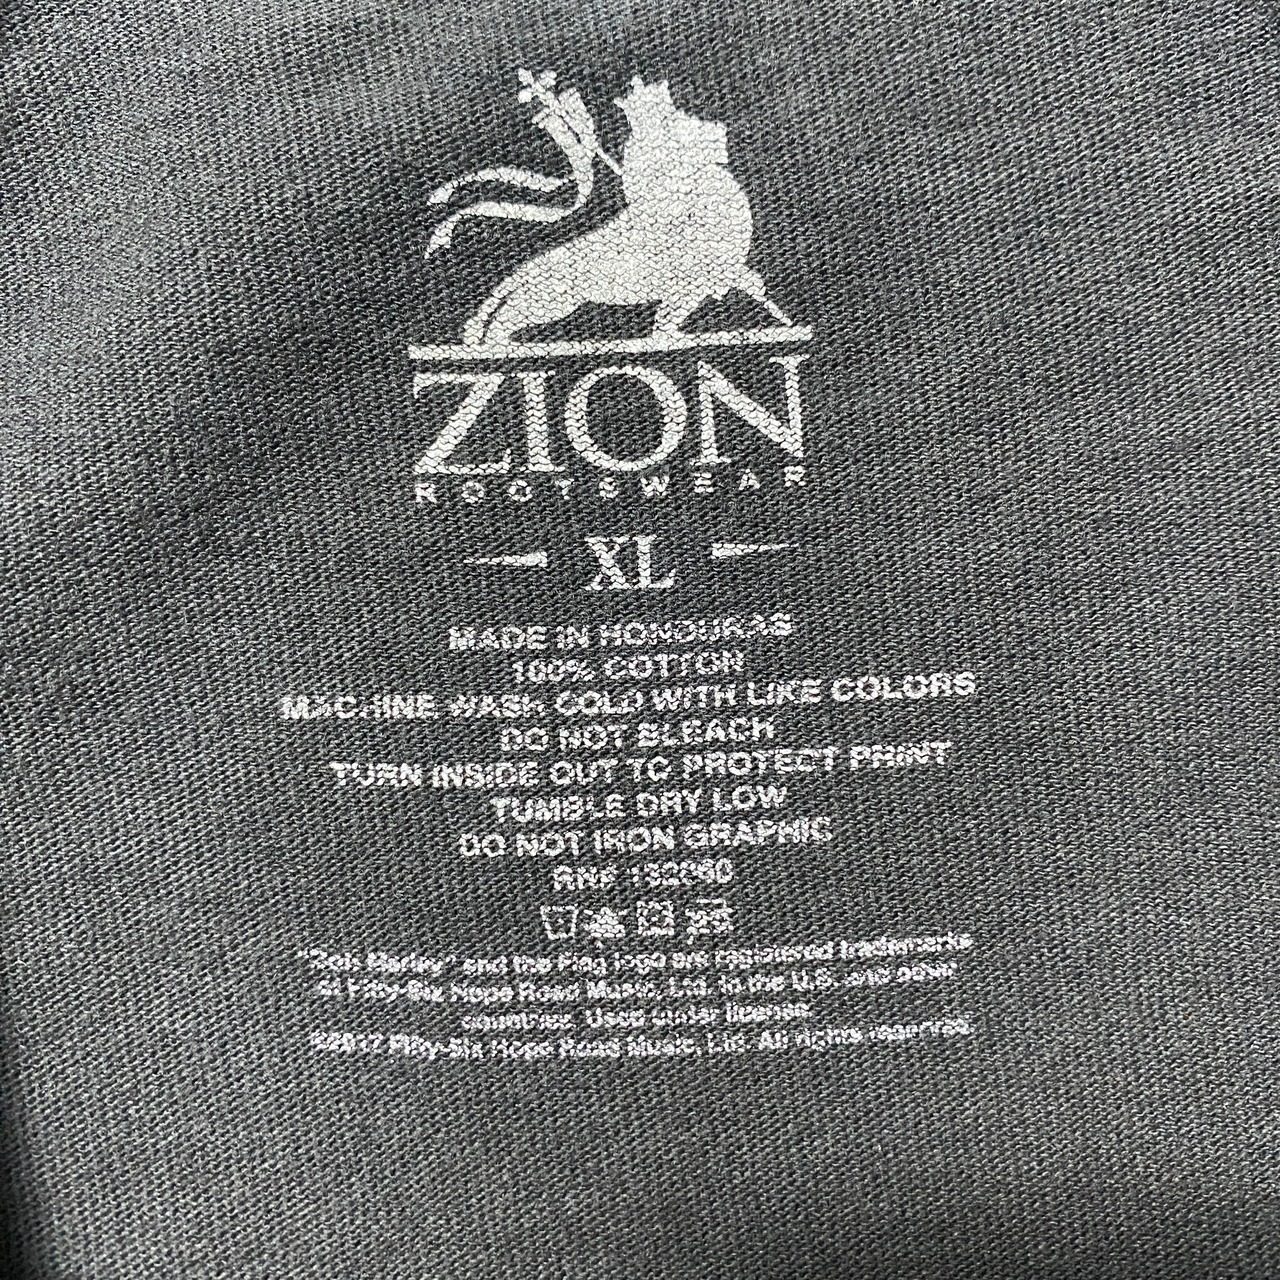 ZION
ROOTSWEAR
XL
MADE IN HONDURAS
100% COTTON
MACHINE WASH COLD WITH LIKE COLORS
DO NOT BLEACH
TURN INSIDE OUT TO PROTECT PRINT
TUMBLE DRY LOW
DO NOT IRON GRAPHIC
RN#
"Bob Marley" and the Flag logo are registered trademarks
of Fifty-Six Hope Road Music, Ltd. in the U.S. and
countries. Used under license.
©2017 Fifty-Six Hope Road Music, Ltd. All rights reserved.